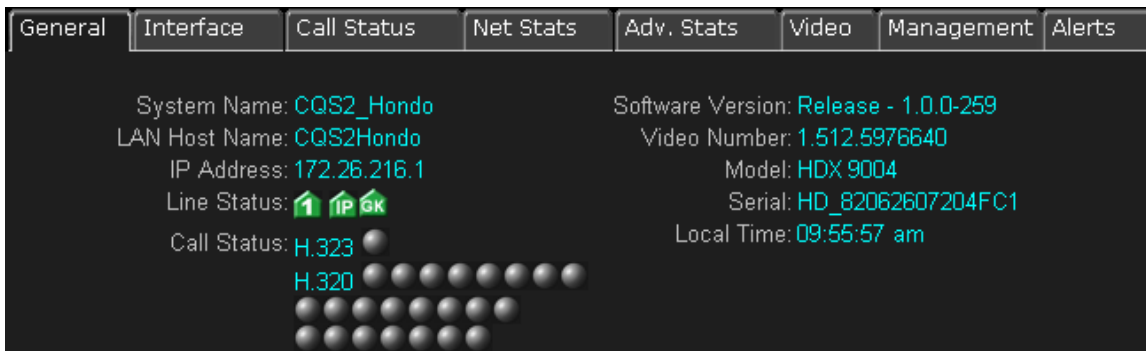 General Interface Call Status Net Stats Adv. Stats Video Management Alerts
System Name: CQS2_Hondo
LAN Host Name: CQS2Hondo
IP Address: 172.26.216.1
Line Status: 1 IP GK
Call Status: H.323
H.320
Software Version: Release - 1.0.0-259
Video Number: 1.512.5976640
Model: HDX 9004
Serial: HD_82062607204FC1
Local Time: 09:55:57 am